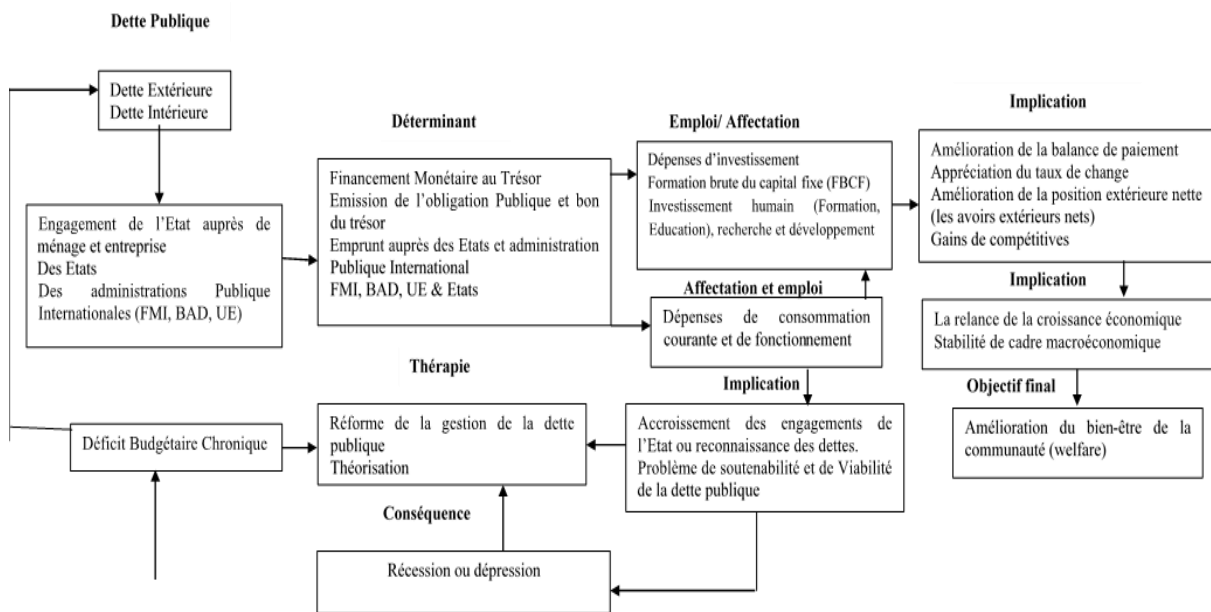 Dette Publique
Dette Extérieure
Dette Intérieure
Engagement de l'Etat auprès de
ménage et entreprise
Des Etats
Des administrations Publique
Internationales (FMI, BAD, UE)
Déterminant
Financement Monétaire au Trésor
Emission de l'obligation Publique et bon
du trésor
Emprunt auprès des Etats et administration
Publique International
FMI, BAD, UE & Etats
Emploi/ Affectation
Dépenses d'investissement
Formation brute du capital fixe (FBCF)
Investissement humain (Formation,
Education), recherche et développement
Affectation et emploi
Dépenses de consommation
courante et de fonctionnement
Implication
Amélioration de la balance de paiement
Appréciation du taux de change
Amélioration de la position extérieure nette
(les avoirs extérieurs nets)
Gains de compétitives
Implication
La relance de la croissance économique
Stabilité de cadre macroéconomique
Objectif final
Amélioration du bien-être de la
communauté (welfare)
Implication
Accroissement des engagements de
l'Etat ou reconnaissance des dettes.
Problème de soutenabilité et de Viabilité
de la dette publique
Thérapie
Réforme de la gestion de la dette
publique
Théorisation
Déficit Budgétaire Chronique
Conséquence
Récession ou dépression